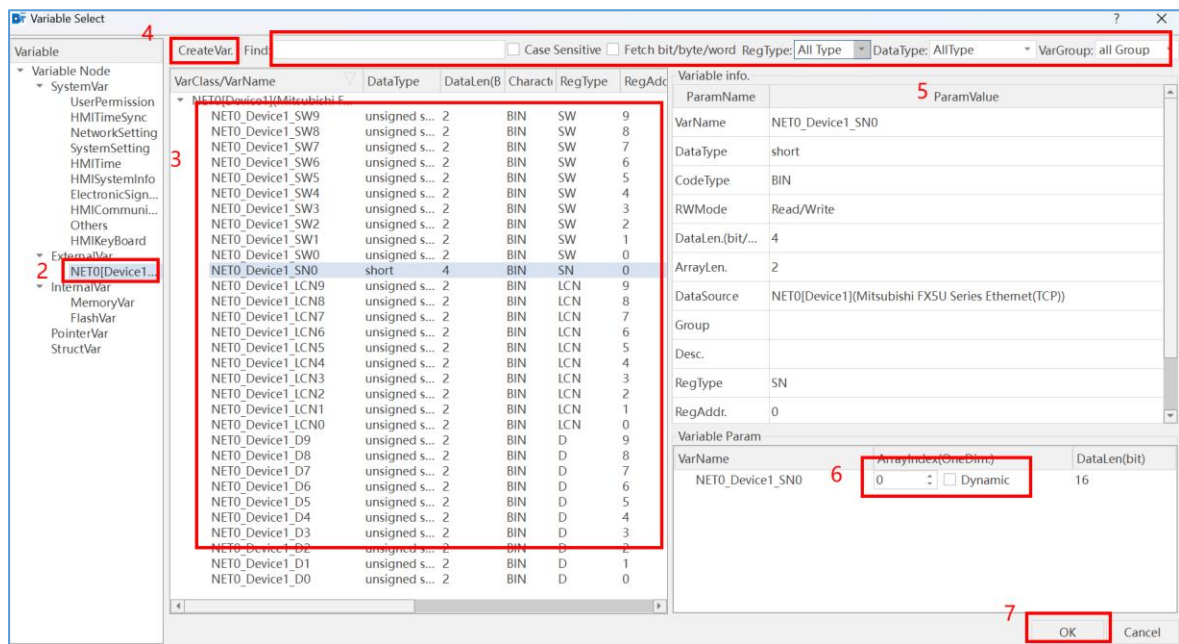 DT Variable Select ? X
4
Variable
CreateVar. Find: Case Sensitive Fetch bit/byte/word RegType: All Type DataType: AllType VarGroup: all Group
Variable Node
SystemVar
UserPermission
HMITimeSync
NetworkSetting
SystemSetting
HMITime
HMISystemInfo
ElectronicSign...
HMICommuni...
Others
HMIKeyBoard
ExternalVar
2 NET0[Device1...
InternalVar
MemoryVar
FlashVar
PointerVar
StructVar
VarClass/VarName DataType DataLen(B Charact RegType RegAdd
NET0[Device1](Mitsubishi F...
3
NET0_Device1_SW9 unsigned s... 2 BIN SW 9
NET0_Device1_SW8 unsigned s... 2 BIN SW 8
NET0_Device1_SW7 unsigned s... 2 BIN SW 7
NET0_Device1_SW6 unsigned s... 2 BIN SW 6
NET0_Device1_SW5 unsigned s... 2 BIN SW 5
NET0_Device1_SW4 unsigned s... 2 BIN SW 4
NET0_Device1_SW3 unsigned s... 2 BIN SW 3
NET0_Device1_SW2 unsigned s... 2 BIN SW 2
NET0_Device1_SW1 unsigned s... 2 BIN SW 1
NET0_Device1_SW0 unsigned s... 2 BIN SW 0
NET0_Device1_SN0 short 4 BIN SN 0
NET0_Device1_LCN9 unsigned s... 2 BIN LCN 9
NET0_Device1_LCN8 unsigned s... 2 BIN LCN 8
NET0_Device1_LCN7 unsigned s... 2 BIN LCN 7
NET0_Device1_LCN6 unsigned s... 2 BIN LCN 6
NET0_Device1_LCN5 unsigned s... 2 BIN LCN 5
NET0_Device1_LCN4 unsigned s... 2 BIN LCN 4
NET0_Device1_LCN3 unsigned s... 2 BIN LCN 3
NET0_Device1_LCN2 unsigned s... 2 BIN LCN 2
NET0_Device1_LCN1 unsigned s... 2 BIN LCN 1
NET0_Device1_LCN0 unsigned s... 2 BIN LCN 0
NET0_Device1_D9 unsigned s... 2 BIN D 9
NET0_Device1_D8 unsigned s... 2 BIN D 8
NET0_Device1_D7 unsigned s... 2 BIN D 7
NET0_Device1_D6 unsigned s... 2 BIN D 6
NET0_Device1_D5 unsigned s... 2 BIN D 5
NET0_Device1_D4 unsigned s... 2 BIN D 4
NET0_Device1_D3 unsigned s... 2 BIN D 3
NET0_Device1_D2 unsigned s... 2 BIN D 2
NET0_Device1_D1 unsigned s... 2 BIN D 1
NET0_Device1_D0 unsigned s... 2 BIN D 0
Variable info.
ParamName 5 ParamValue
VarName NET0_Device1_SN0
DataType short
CodeType BIN
RWMode Read/Write
DataLen.(bit/... 4
ArrayLen. 2
DataSource NET0[Device1](Mitsubishi FX5U Series Ethernet(TCP))
Group
Desc.
RegType SN
RegAddr. 0
Variable Param
VarName ArrayIndex(OneDim.) DataLen(bit)
NET0_Device1_SN0 6 0 Dynamic 16
7
OK Cancel